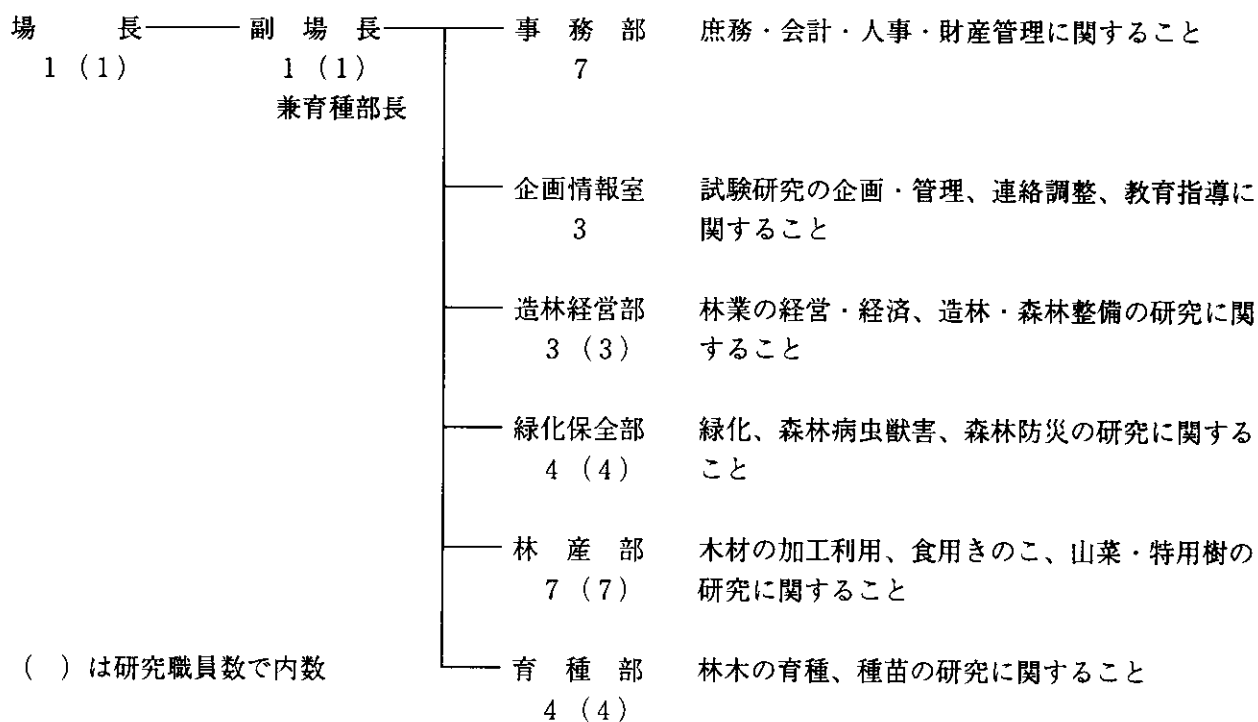 場長 副場長 事務部 庶務・会計・人事・財産管理に関すること
1 (1) 1 (1) 7
兼育種部長
企画情報室 試験研究の企画・管理、連絡調整、教育指導に
3 関すること
造林経営部 林業の経営・経済、造林・森林整備の研究に関
3 (3) すること
緑化保全部 緑化、森林病虫獣害、森林防災の研究に関する
4 (4) こと
林産部 木材の加工利用、食用きのこ、山菜・特用樹の
7 (7) 研究に関すること
( )は研究職員数で内数 育種部 林木の育種、種苗の研究に関すること
4 (4)